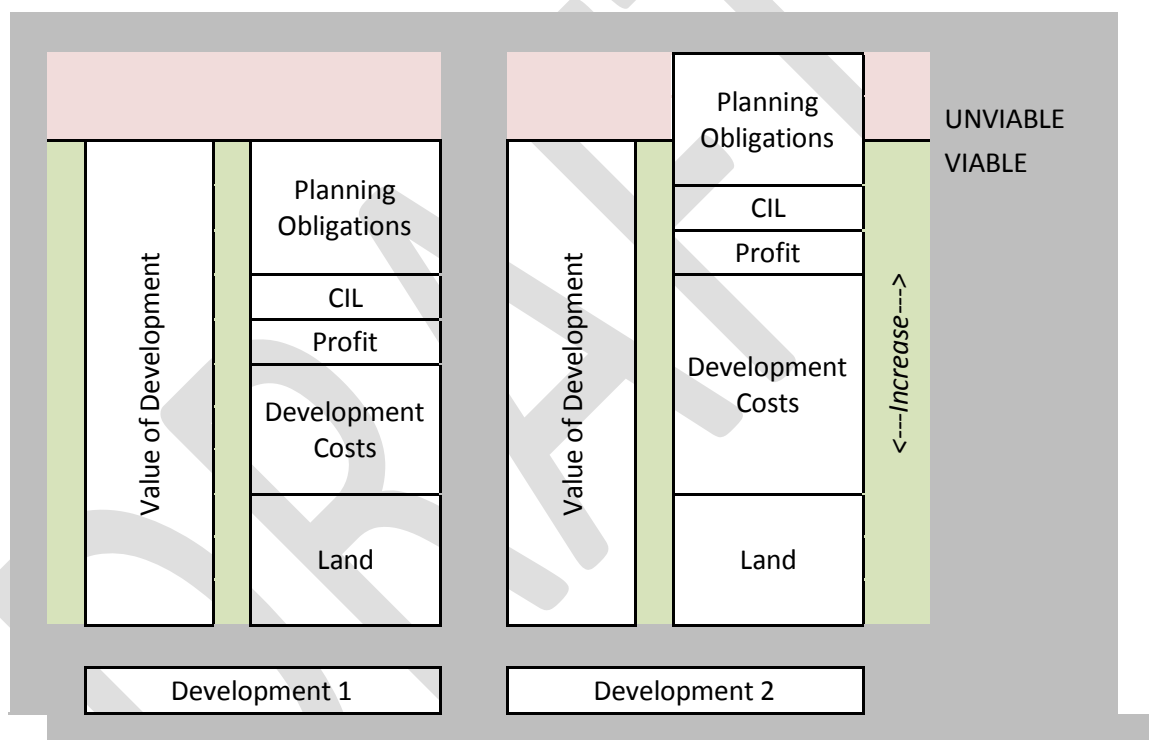 Value of Development
Planning
Obligations
CIL
Profit
Development
Costs
Land
Development 1
Value of Development
Planning
Obligations
CIL
Profit
Development
Costs
Land
Development 2
<---Increase---->
UNVIABLE
VIABLE
DRAFT